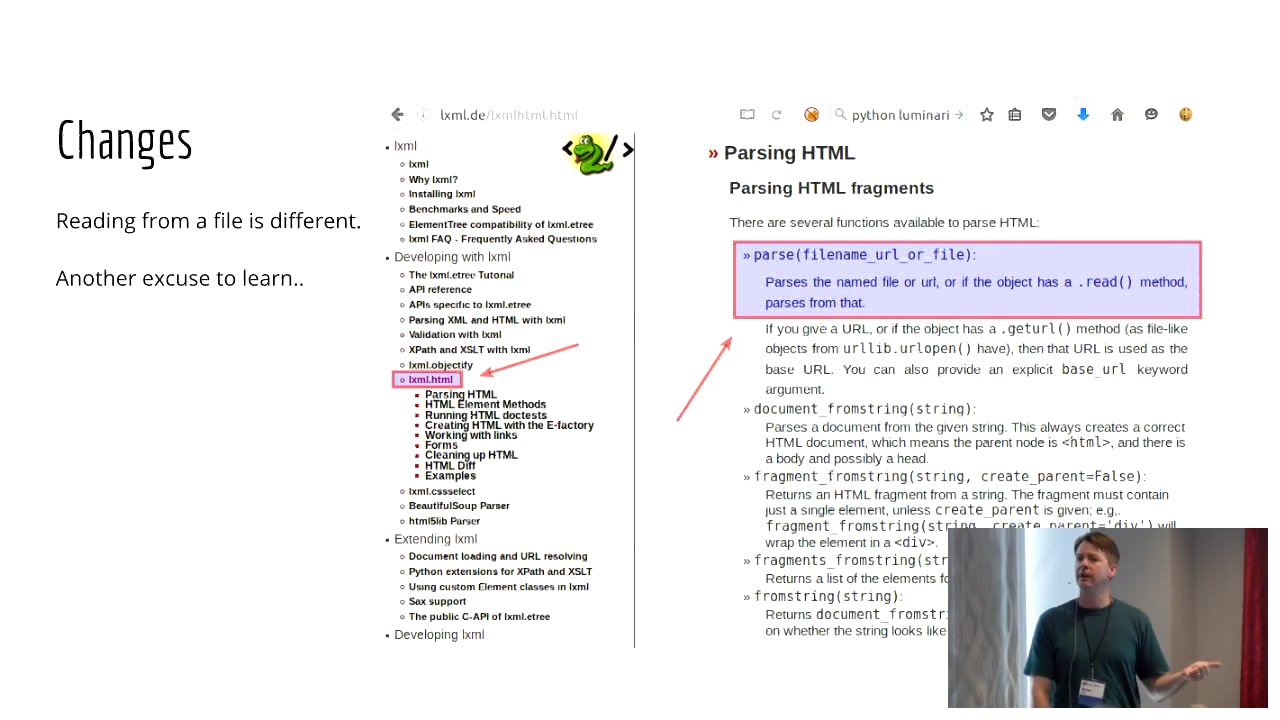 Changes
Reading from a file is different.
Another excuse to learn..
lxml.de/lxmlhtml.html
python luminari
lxml
lxml
Why lxml?
Installing lxml
Benchmarks and Speed
ElementTree compatibility of lxml.etree
lxml FAQ - Frequently Asked Questions
Developing with lxml
The lxml.etree Tutorial
API reference
APIs specific to lxml.etree
Parsing XML and HTML with lxml
Validation with lxml
XPath and XSLT with lxml
lxml.objectify
lxml.html
Parsing HTML
HTML Element Methods
Running HTML doctests
Creating HTML with the E-factory
Working with links
Forms
Cleaning up HTML
HTML Diff
Examples
lxml.cssselect
BeautifulSoup Parser
html5lib Parser
Extending lxml
Document loading and URL resolving
Python extensions for XPath and XSLT
Using custom Element classes in lxml
Sax support
The public C-API of lxml.etree
Developing lxml
» Parsing HTML
Parsing HTML fragments
There are several functions available to parse HTML:
» parse(filename_url_or_file):
Parses the named file or url, or if the object has a .read() method,
parses from that.
If you give a URL, or if the object has a .geturl() method (as file-like
objects from urllib.urlopen() have), then that URL is used as the
base URL. You can also provide an explicit base_url keyword
argument.
» document_fromstring(string):
Parses a document from the given string. This always creates a correct
HTML document, which means the parent node is <html>, and there is
a body and possibly a head.
» fragment_fromstring(string, create_parent=False):
Returns an HTML fragment from a string. The fragment must contain
just a single element, unless create_parent is given; e,g,.
fragment_fromstring(string, create_parent='div') will
wrap the element in a <div>.
» fragments_fromstring(str
Returns a list of the elements fo
» fromstring(string):
Returns document_fromstr
on whether the string looks like